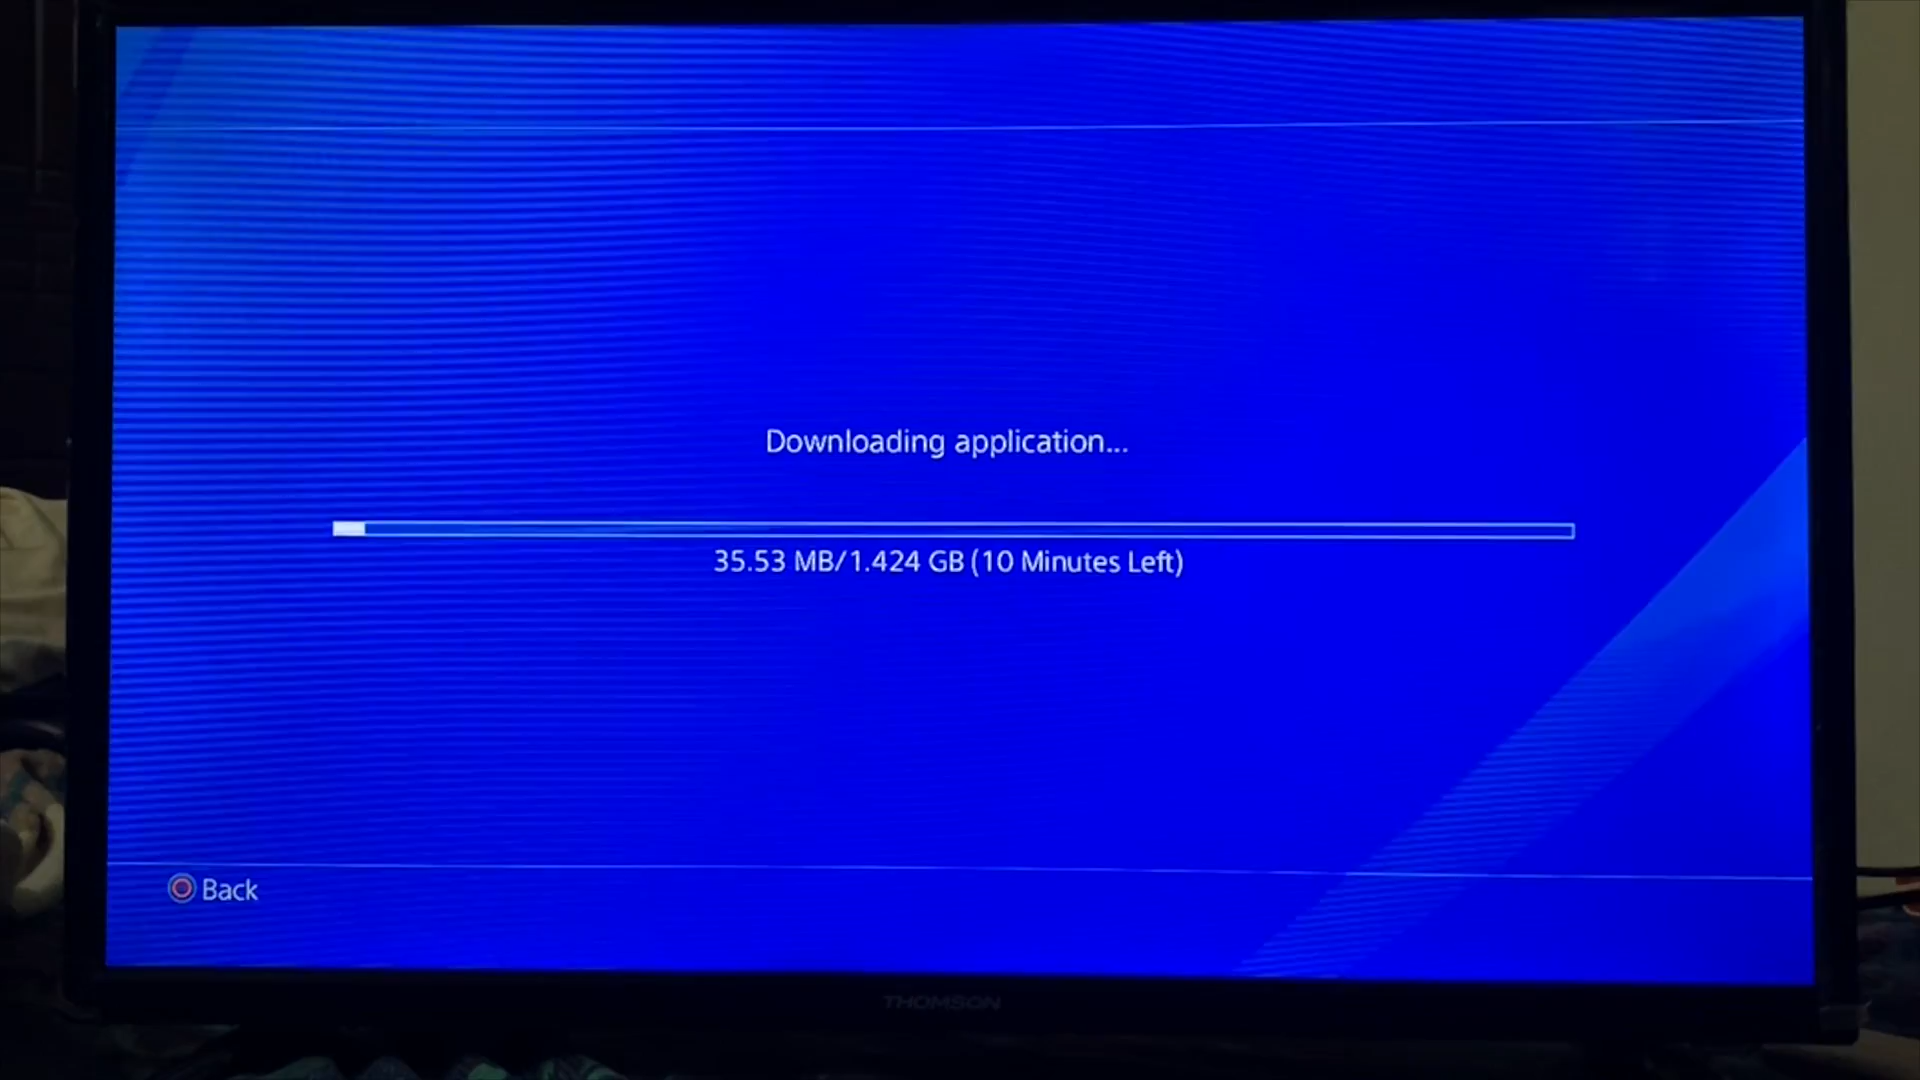 Downloading application...
35.53 MB/1.424 GB (10 Minutes Left)
Back
THOMSON